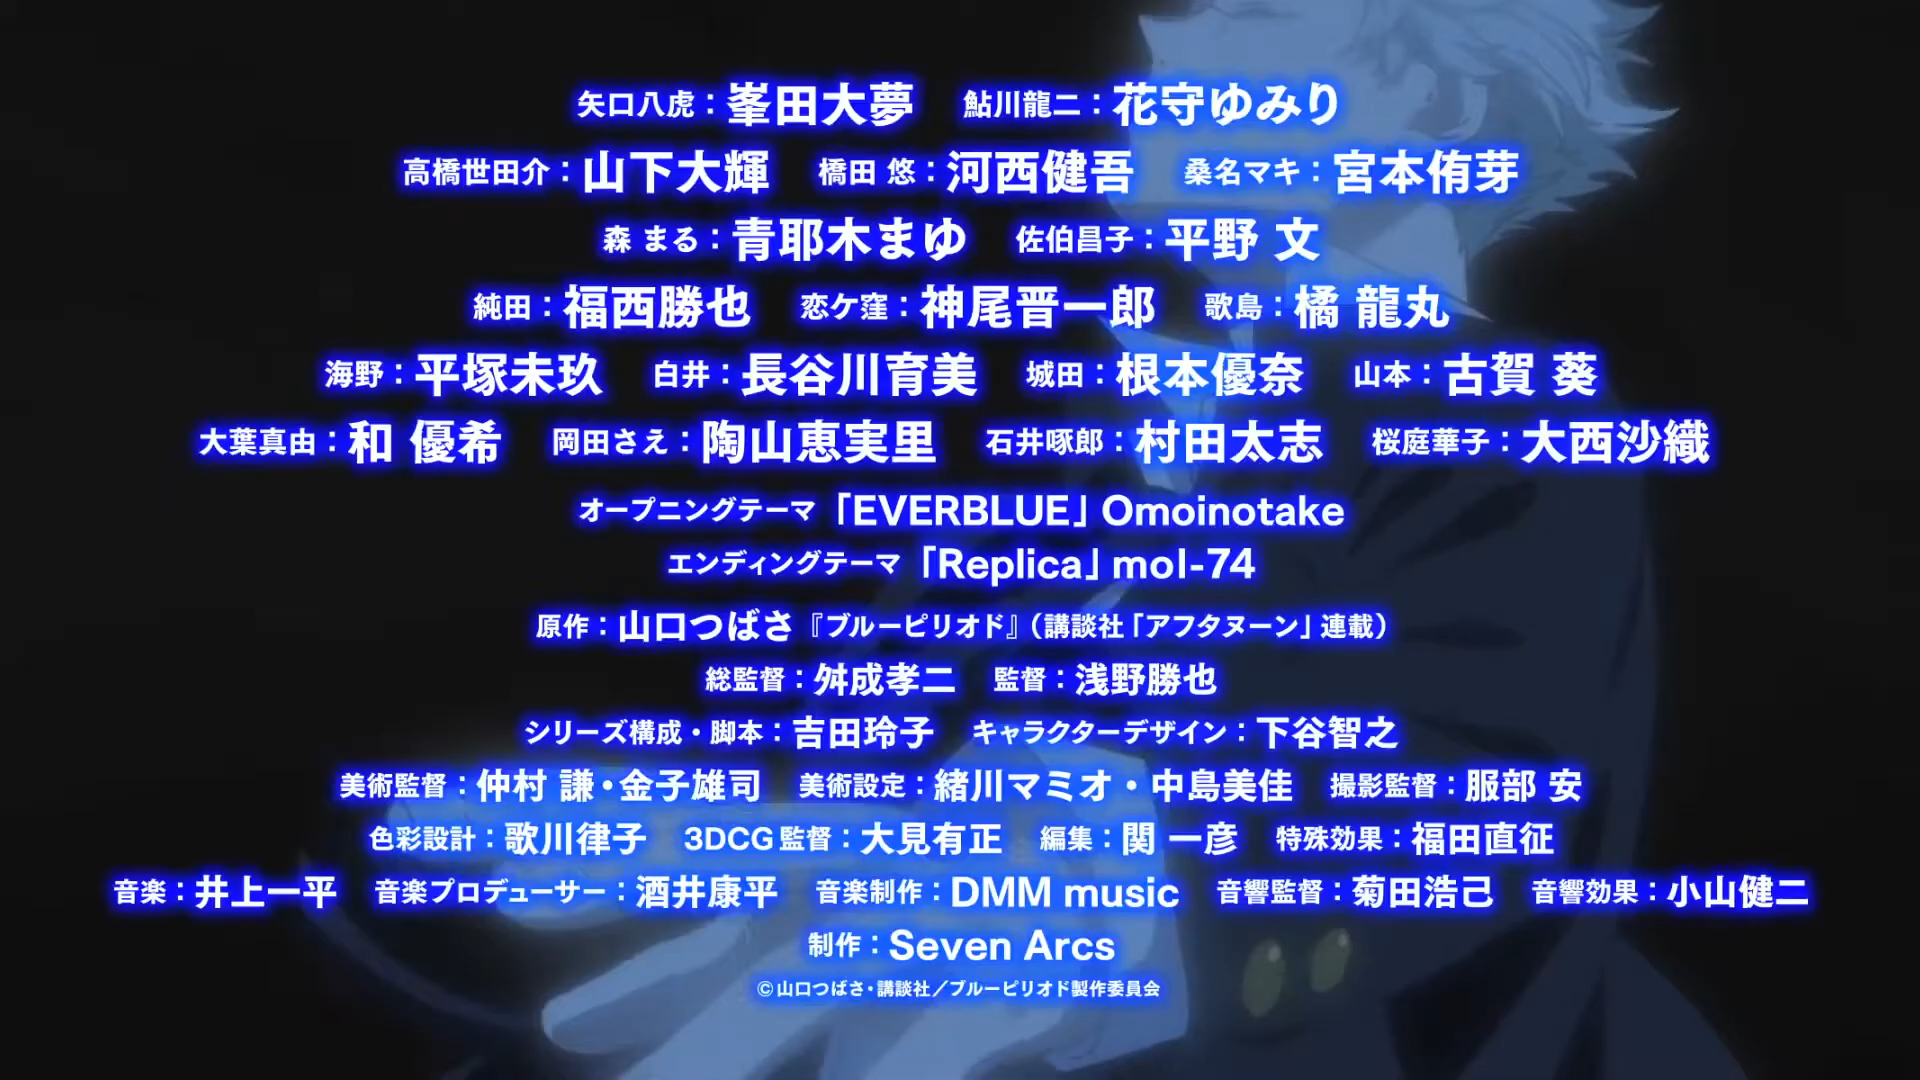 矢口八虎：峯田大夢 鮎川龍二：花守ゆみり
高橋世田介：山下大輝 橋田 悠：河西健吾 桑名マキ：宮本侑芽
森 まる：青耶木まゆ 佐伯昌子：平野 文
純田：福西勝也 恋ケ窪：神尾晋一郎 歌島：橘 龍丸
海野：平塚未玖 白井：長谷川育美 城田：根本優奈 山本：古賀 葵
大葉真由：和 優希 岡田さえ：陶山恵実里 石井啄郎：村田太志 桜庭華子：大西沙織
オープニングテーマ「EVERBLUE」Omoinotake
エンディングテーマ「Replica」mol-74
原作：山口つばさ『ブルーピリオド』（講談社「アフタヌーン」連載）
総監督：舛成孝二 監督：浅野勝也
シリーズ構成・脚本：吉田玲子 キャラクターデザイン：下谷智之
美術監督：仲村 謙・金子雄司 美術設定：緒川マミオ・中島美佳 撮影監督：服部 安
色彩設計：歌川律子 3DCG監督：大見有正 編集：関 一彦 特殊効果：福田直征
音楽：井上一平 音楽プロデューサー：酒井康平 音楽制作：DMM music 音響監督：菊田浩己 音響効果：小山健二
制作：Seven Arcs
©山口つばさ・講談社／ブルーピリオド製作委員会